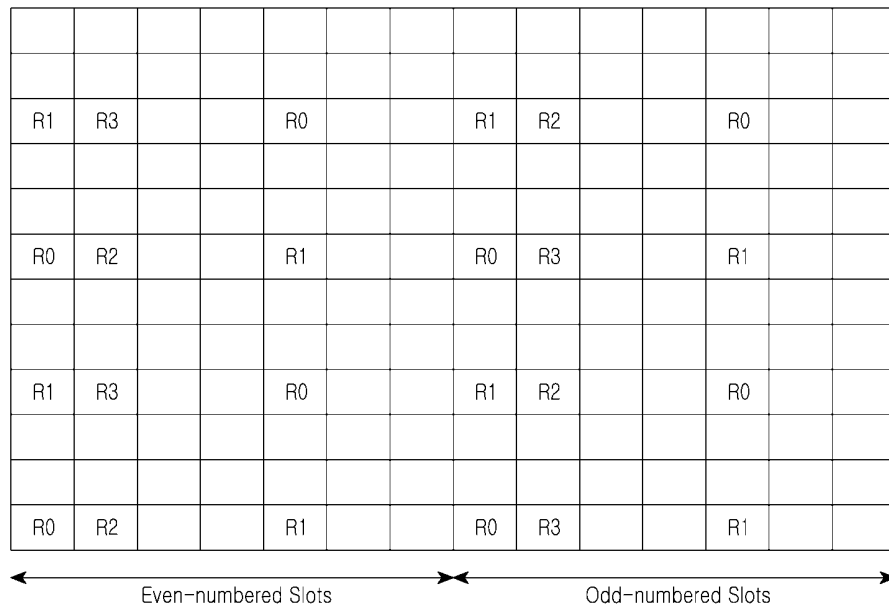 R1 R3 R0 R1 R2 R0
R0 R2 R1 R0 R3 R1
R1 R3 R0 R1 R2 R0
R0 R2 R1 R0 R3 R1
Even-numbered Slots Odd-numbered Slots